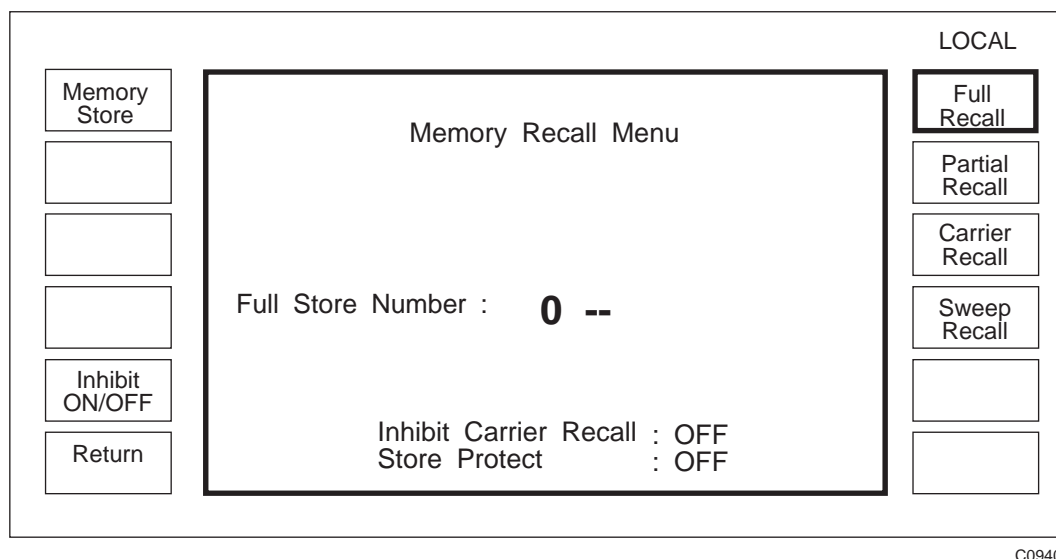 LOCAL
Memory
Store
Inhibit
ON/OFF
Return
Memory Recall Menu
Full Store Number : 0 --
Inhibit Carrier Recall : OFF
Store Protect : OFF
Full
Recall
Partial
Recall
Carrier
Recall
Sweep
Recall
C0940